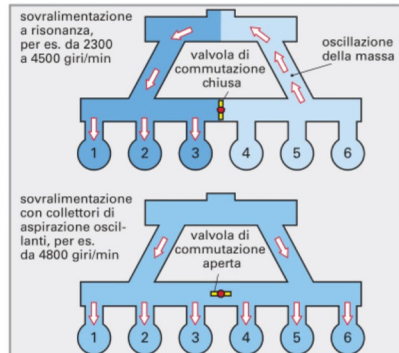 sovralimentazione
a risonanza,
per es. da 2300
a 4500 giri/min
valvola di
commutazione
chiusa
oscillazione
della massa
1 2 3 4 5 6
sovralimentazione
con collettori di
aspirazione oscil-
lanti, per es.
da 4800 giri/min
valvola di
commutazione
aperta
1 2 3 4 5 6